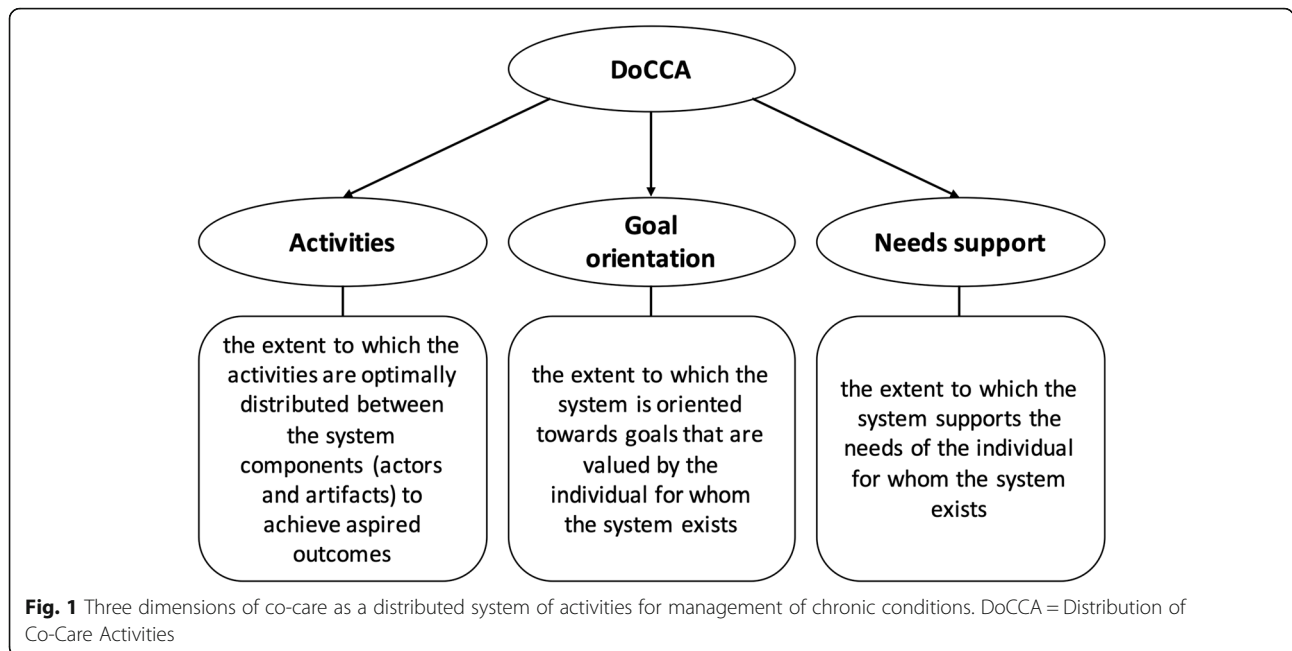 DoCCA
Activities
Goal
orientation
Needs support
the extent to which the
activities are optimally
distributed between
the system
components (actors
and artifacts) to
achieve aspired
outcomes
the extent to which the
system is oriented
towards goals that are
valued by the
individual for whom
the system exists
the extent to which the
system supports the
needs of the individual
for whom the system
exists
Fig. 1 Three dimensions of co-care as a distributed system of activities for management of chronic conditions. DoCCA = Distribution of
Co-Care Activities